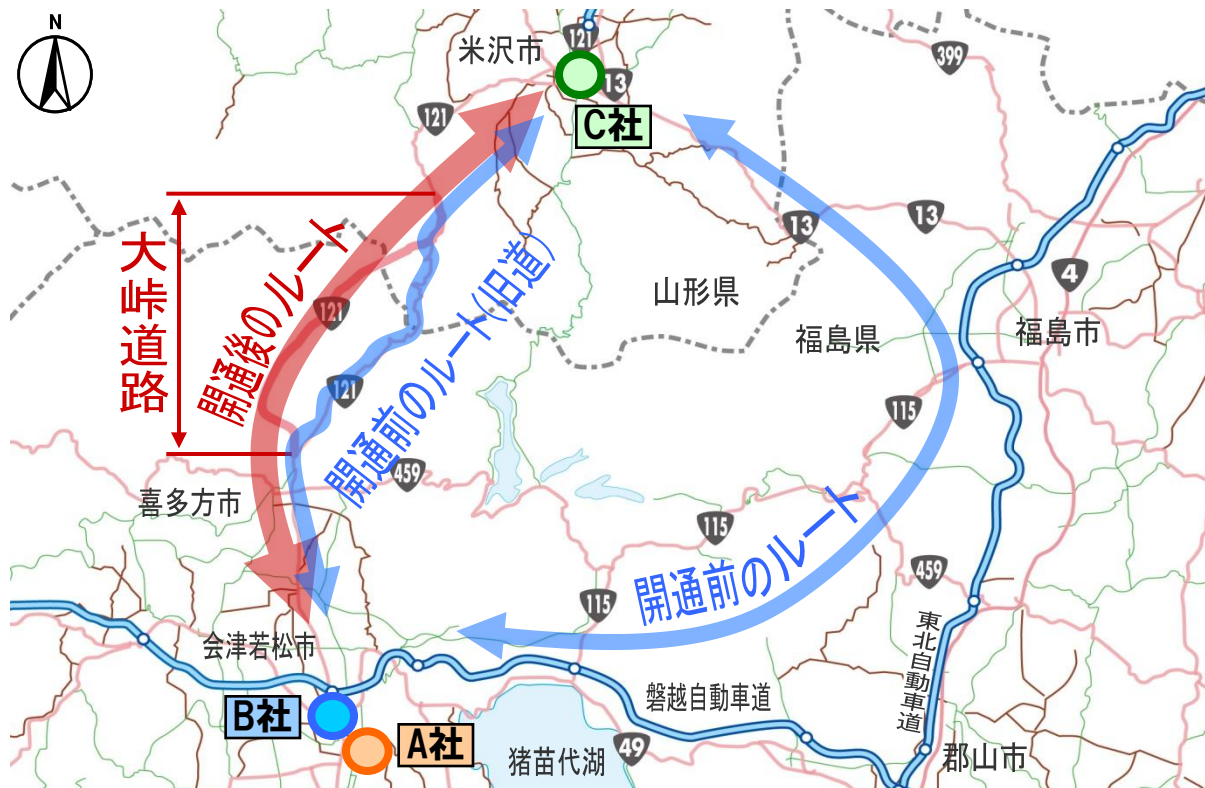 N
米沢市
121
13
399
121
C社
13
13
4
大峠道路
開通後のルート
開通前のルート(旧道)
山形県
福島県
福島市
121
121
115
喜多方市
459
115
開通前のルート
459
115
東北自動車道
会津若松市
磐越自動車道
B社
A社
猪苗代湖
49
郡山市